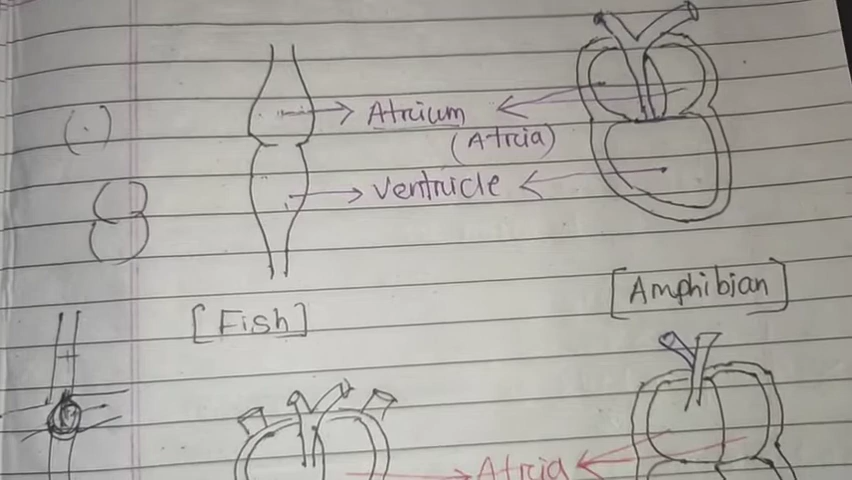 Atrium
(Atria)
Ventricle
[Fish]
[Amphibian]
Atria